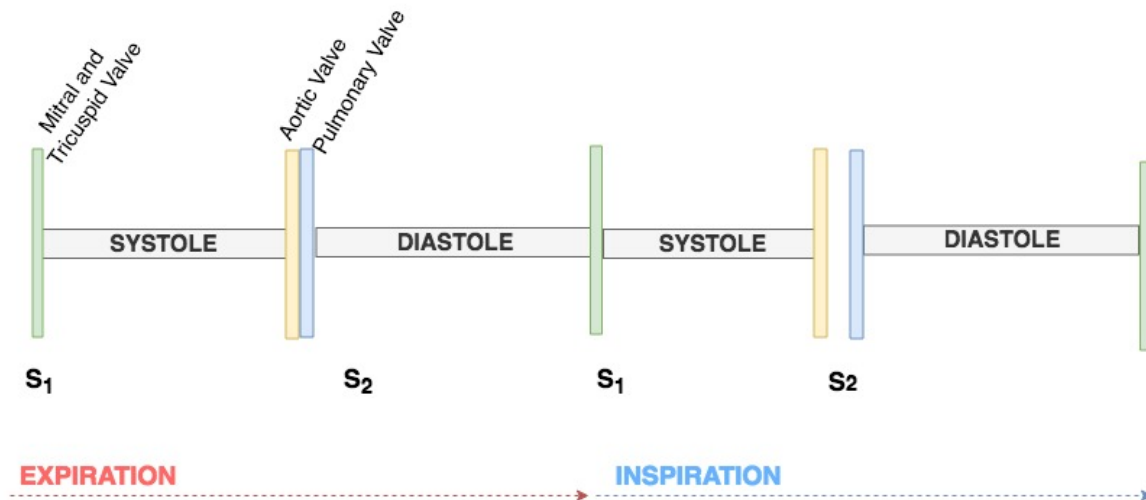 Mitral and
Tricuspid Valve
Aortic Valve
Pulmonary Valve
SYSTOLE
DIASTOLE
SYSTOLE
DIASTOLE
S₁
S₂
S₁
S2
EXPIRATION
INSPIRATION